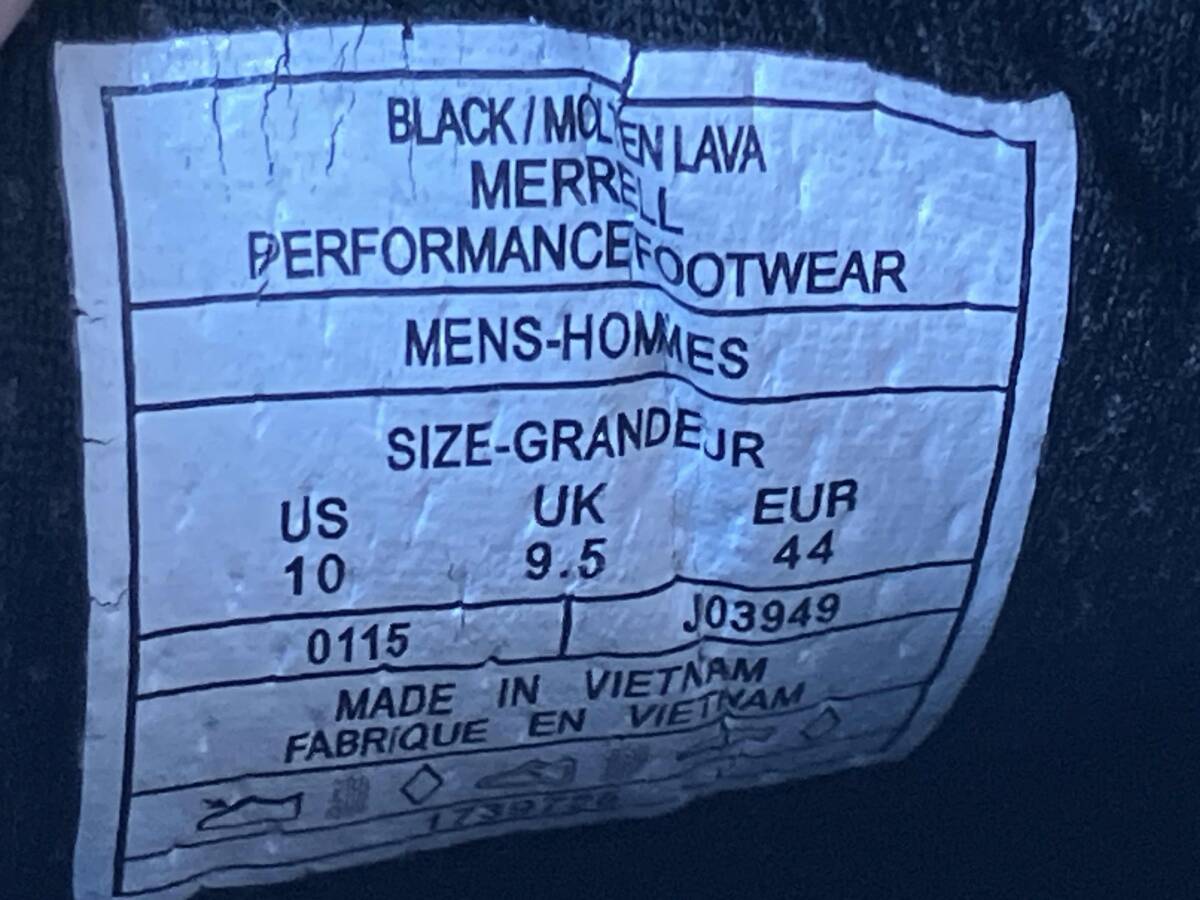 BLACK/MOLTEN LAVA
MERRELL
PERFORMANCE FOOTWEAR
MENS-HOMMES
SIZE-GRANDEUR
US UK EUR
10 9.5 44
0115 J03949
MADE IN VIETNAM
FABRIQUE EN VIETNAM